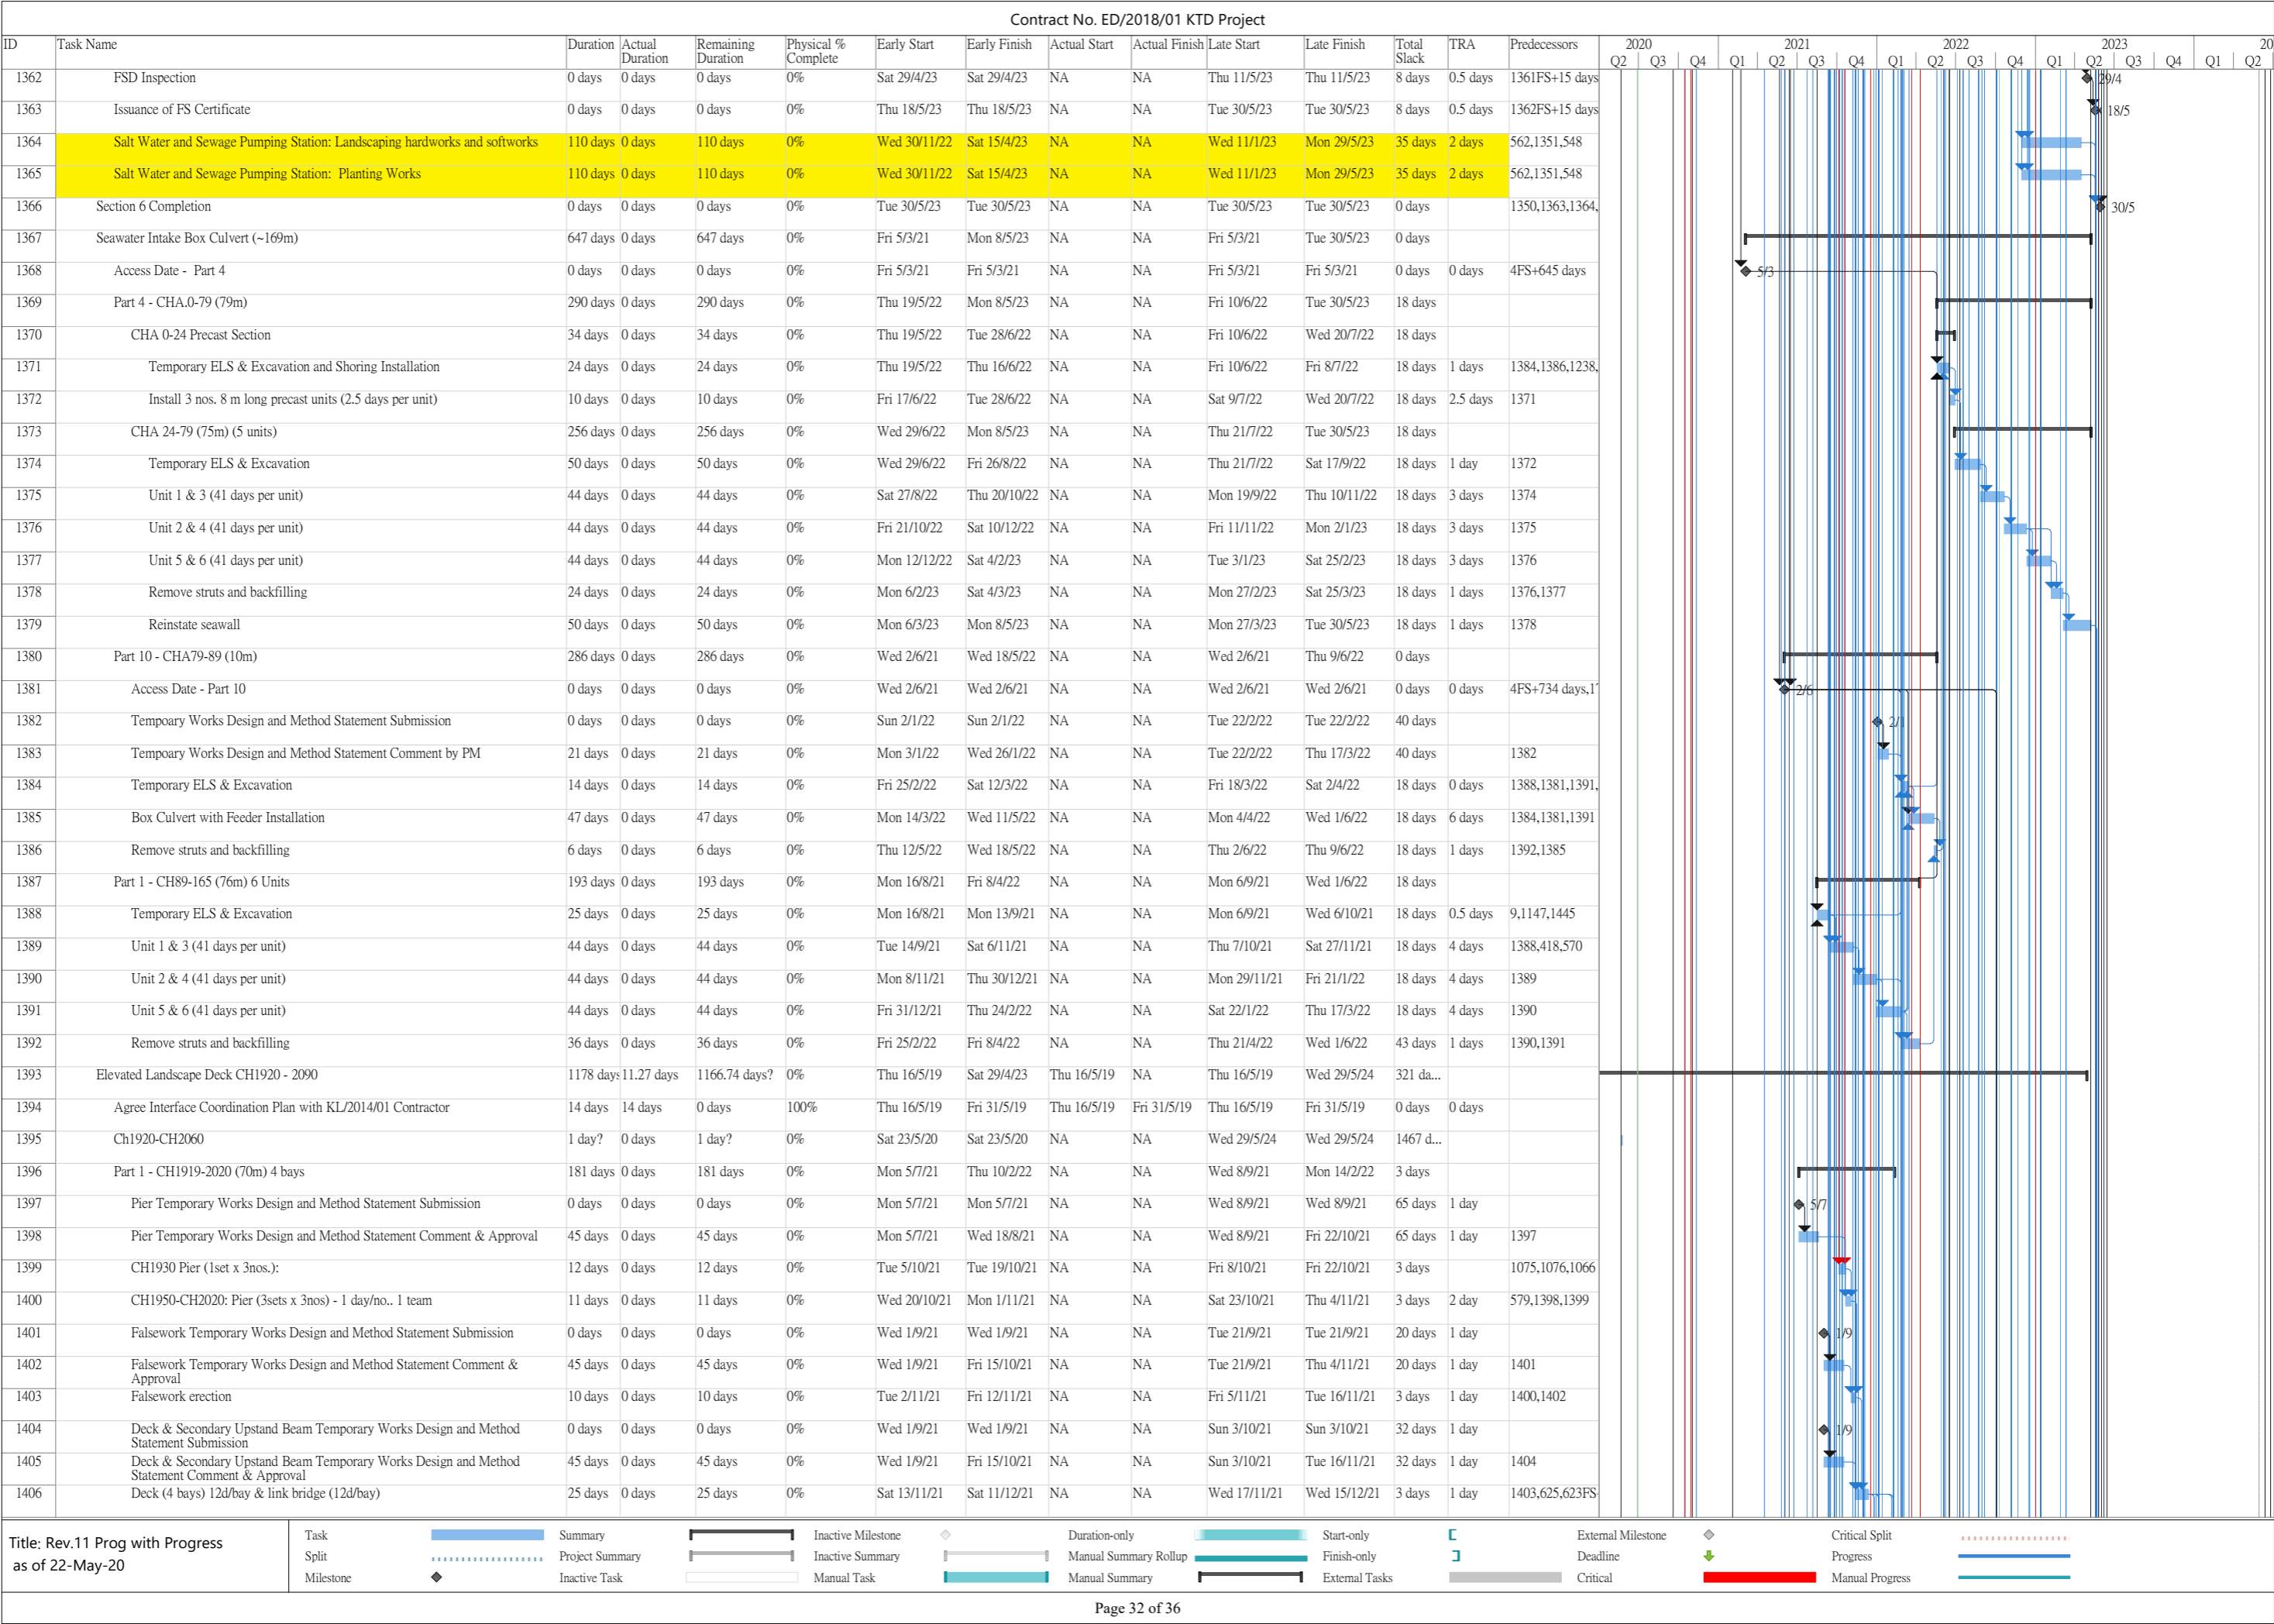 Contract No. ED/2018/01 KTD Project
ID Task Name Duration Actual Duration Remaining Duration Physical % Complete Early Start Early Finish Actual Start Actual Finish Late Start Late Finish Total Slack TRA Predecessors 2020 2021 2022 2023 20
Q2 Q3 Q4 Q1 Q2 Q3 Q4 Q1 Q2 Q3 Q4 Q1 Q2 Q3 Q4 Q1 Q2
1362 FSD Inspection 0 days 0 days 0 days 0% Sat 29/4/23 Sat 29/4/23 NA NA Thu 11/5/23 Thu 11/5/23 8 days 0.5 days 1361FS+15 days 29/4
1363 Issuance of FS Certificate 0 days 0 days 0 days 0% Thu 18/5/23 Thu 18/5/23 NA NA Tue 30/5/23 Tue 30/5/23 8 days 0.5 days 1362FS+15 days 18/5
1364 Salt Water and Sewage Pumping Station: Landscaping hardworks and softworks 110 days 0 days 110 days 0% Wed 30/11/22 Sat 15/4/23 NA NA Wed 11/1/23 Mon 29/5/23 35 days 2 days 562,1351,548
1365 Salt Water and Sewage Pumping Station: Planting Works 110 days 0 days 110 days 0% Wed 30/11/22 Sat 15/4/23 NA NA Wed 11/1/23 Mon 29/5/23 35 days 2 days 562,1351,548
1366 Section 6 Completion 0 days 0 days 0 days 0% Tue 30/5/23 Tue 30/5/23 NA NA Tue 30/5/23 Tue 30/5/23 0 days 1350,1363,1364, 30/5
1367 Seawater Intake Box Culvert (~169m) 647 days 0 days 647 days 0% Fri 5/3/21 Mon 8/5/23 NA NA Fri 5/3/21 Tue 30/5/23 0 days
1368 Access Date - Part 4 0 days 0 days 0 days 0% Fri 5/3/21 Fri 5/3/21 NA NA Fri 5/3/21 Fri 5/3/21 0 days 0 days 4FS+645 days 5/3
1369 Part 4 - CHA.0-79 (79m) 290 days 0 days 290 days 0% Thu 19/5/22 Mon 8/5/23 NA NA Fri 10/6/22 Tue 30/5/23 18 days
1370 CHA 0-24 Precast Section 34 days 0 days 34 days 0% Thu 19/5/22 Tue 28/6/22 NA NA Fri 10/6/22 Wed 20/7/22 18 days
1371 Temporary ELS & Excavation and Shoring Installation 24 days 0 days 24 days 0% Thu 19/5/22 Thu 16/6/22 NA NA Fri 10/6/22 Fri 8/7/22 18 days 1 days 1384,1386,1238,
1372 Install 3 nos. 8 m long precast units (2.5 days per unit) 10 days 0 days 10 days 0% Fri 17/6/22 Tue 28/6/22 NA NA Sat 9/7/22 Wed 20/7/22 18 days 2.5 days 1371
1373 CHA 24-79 (75m) (5 units) 256 days 0 days 256 days 0% Wed 29/6/22 Mon 8/5/23 NA NA Thu 21/7/22 Tue 30/5/23 18 days
1374 Temporary ELS & Excavation 50 days 0 days 50 days 0% Wed 29/6/22 Fri 26/8/22 NA NA Thu 21/7/22 Sat 17/9/22 18 days 1 day 1372
1375 Unit 1 & 3 (41 days per unit) 44 days 0 days 44 days 0% Sat 27/8/22 Thu 20/10/22 NA NA Mon 19/9/22 Thu 10/11/22 18 days 3 days 1374
1376 Unit 2 & 4 (41 days per unit) 44 days 0 days 44 days 0% Fri 21/10/22 Sat 10/12/22 NA NA Fri 11/11/22 Mon 2/1/23 18 days 3 days 1375
1377 Unit 5 & 6 (41 days per unit) 44 days 0 days 44 days 0% Mon 12/12/22 Sat 4/2/23 NA NA Tue 3/1/23 Sat 25/2/23 18 days 3 days 1376
1378 Remove struts and backfilling 24 days 0 days 24 days 0% Mon 6/2/23 Sat 4/3/23 NA NA Mon 27/2/23 Sat 25/3/23 18 days 1 days 1376,1377
1379 Reinstate seawall 50 days 0 days 50 days 0% Mon 6/3/23 Mon 8/5/23 NA NA Mon 27/3/23 Tue 30/5/23 18 days 1 days 1378
1380 Part 10 - CHA79-89 (10m) 286 days 0 days 286 days 0% Wed 2/6/21 Wed 18/5/22 NA NA Wed 2/6/21 Thu 9/6/22 0 days
1381 Access Date - Part 10 0 days 0 days 0 days 0% Wed 2/6/21 Wed 2/6/21 NA NA Wed 2/6/21 Wed 2/6/21 0 days 0 days 4FS+734 days,1 2/6
1382 Tempoary Works Design and Method Statement Submission 0 days 0 days 0 days 0% Sun 2/1/22 Sun 2/1/22 NA NA Tue 22/2/22 Tue 22/2/22 40 days 2/1
1383 Tempoary Works Design and Method Statement Comment by PM 21 days 0 days 21 days 0% Mon 3/1/22 Wed 26/1/22 NA NA Tue 22/2/22 Thu 17/3/22 40 days 1382
1384 Temporary ELS & Excavation 14 days 0 days 14 days 0% Fri 25/2/22 Sat 12/3/22 NA NA Fri 18/3/22 Sat 2/4/22 18 days 0 days 1388,1381,1391,
1385 Box Culvert with Feeder Installation 47 days 0 days 47 days 0% Mon 14/3/22 Wed 11/5/22 NA NA Mon 4/4/22 Wed 1/6/22 18 days 6 days 1384,1381,1391
1386 Remove struts and backfilling 6 days 0 days 6 days 0% Thu 12/5/22 Wed 18/5/22 NA NA Thu 2/6/22 Thu 9/6/22 18 days 1 days 1392,1385
1387 Part 1 - CH89-165 (76m) 6 Units 193 days 0 days 193 days 0% Mon 16/8/21 Fri 8/4/22 NA NA Mon 6/9/21 Wed 1/6/22 18 days
1388 Temporary ELS & Excavation 25 days 0 days 25 days 0% Mon 16/8/21 Mon 13/9/21 NA NA Mon 6/9/21 Wed 6/10/21 18 days 0.5 days 9,1147,1445
1389 Unit 1 & 3 (41 days per unit) 44 days 0 days 44 days 0% Tue 14/9/21 Sat 6/11/21 NA NA Thu 7/10/21 Sat 27/11/21 18 days 4 days 1388,418,570
1390 Unit 2 & 4 (41 days per unit) 44 days 0 days 44 days 0% Mon 8/11/21 Thu 30/12/21 NA NA Mon 29/11/21 Fri 21/1/22 18 days 4 days 1389
1391 Unit 5 & 6 (41 days per unit) 44 days 0 days 44 days 0% Fri 31/12/21 Thu 24/2/22 NA NA Sat 22/1/22 Thu 17/3/22 18 days 4 days 1390
1392 Remove struts and backfilling 36 days 0 days 36 days 0% Fri 25/2/22 Fri 8/4/22 NA NA Thu 21/4/22 Wed 1/6/22 43 days 1 days 1390,1391
1393 Elevated Landscape Deck CH1920 - 2090 1178 days 11.27 days 1166.74 days? 0% Thu 16/5/19 Sat 29/4/23 Thu 16/5/19 NA Thu 16/5/19 Wed 29/5/24 321 da...
1394 Agree Interface Coordination Plan with KL/2014/01 Contractor 14 days 14 days 0 days 100% Thu 16/5/19 Fri 31/5/19 Thu 16/5/19 Fri 31/5/19 Thu 16/5/19 Fri 31/5/19 0 days 0 days
1395 Ch1920-CH2060 1 day? 0 days 1 day? 0% Sat 23/5/20 Sat 23/5/20 NA NA Wed 29/5/24 Wed 29/5/24 1467 d...
1396 Part 1 - CH1919-2020 (70m) 4 bays 181 days 0 days 181 days 0% Mon 5/7/21 Thu 10/2/22 NA NA Wed 8/9/21 Mon 14/2/22 3 days
1397 Pier Temporary Works Design and Method Statement Submission 0 days 0 days 0 days 0% Mon 5/7/21 Mon 5/7/21 NA NA Wed 8/9/21 Wed 8/9/21 65 days 1 day 5/7
1398 Pier Temporary Works Design and Method Statement Comment & Approval 45 days 0 days 45 days 0% Mon 5/7/21 Wed 18/8/21 NA NA Wed 8/9/21 Fri 22/10/21 65 days 1 day 1397
1399 CH1930 Pier (1set x 3nos.): 12 days 0 days 12 days 0% Tue 5/10/21 Tue 19/10/21 NA NA Fri 8/10/21 Fri 22/10/21 3 days 1075,1076,1066
1400 CH1950-CH2020: Pier (3sets x 3nos) - 1 day/no.. 1 team 11 days 0 days 11 days 0% Wed 20/10/21 Mon 1/11/21 NA NA Sat 23/10/21 Thu 4/11/21 3 days 2 day 579,1398,1399
1401 Falsework Temporary Works Design and Method Statement Submission 0 days 0 days 0 days 0% Wed 1/9/21 Wed 1/9/21 NA NA Tue 21/9/21 Tue 21/9/21 20 days 1 day 1/9
1402 Falsework Temporary Works Design and Method Statement Comment & Approval 45 days 0 days 45 days 0% Wed 1/9/21 Fri 15/10/21 NA NA Tue 21/9/21 Thu 4/11/21 20 days 1 day 1401
1403 Falsework erection 10 days 0 days 10 days 0% Tue 2/11/21 Fri 12/11/21 NA NA Fri 5/11/21 Tue 16/11/21 3 days 1 day 1400,1402
1404 Deck & Secondary Upstand Beam Temporary Works Design and Method Statement Submission 0 days 0 days 0 days 0% Wed 1/9/21 Wed 1/9/21 NA NA Sun 3/10/21 Sun 3/10/21 32 days 1 day 1/9
1405 Deck & Secondary Upstand Beam Temporary Works Design and Method Statement Comment & Approval 45 days 0 days 45 days 0% Wed 1/9/21 Fri 15/10/21 NA NA Sun 3/10/21 Tue 16/11/21 32 days 1 day 1404
1406 Deck (4 bays) 12d/bay & link bridge (12d/bay) 25 days 0 days 25 days 0% Sat 13/11/21 Sat 11/12/21 NA NA Wed 17/11/21 Wed 15/12/21 3 days 1 day 1403,625,623FS
Title: Rev.11 Prog with Progress
as of 22-May-20
Task Summary Inactive Milestone Duration-only Start-only External Milestone Critical Split
Split Project Summary Inactive Summary Manual Summary Rollup Finish-only Deadline Progress
Milestone Inactive Task Manual Task Manual Summary External Tasks Critical Manual Progress
Page 32 of 36